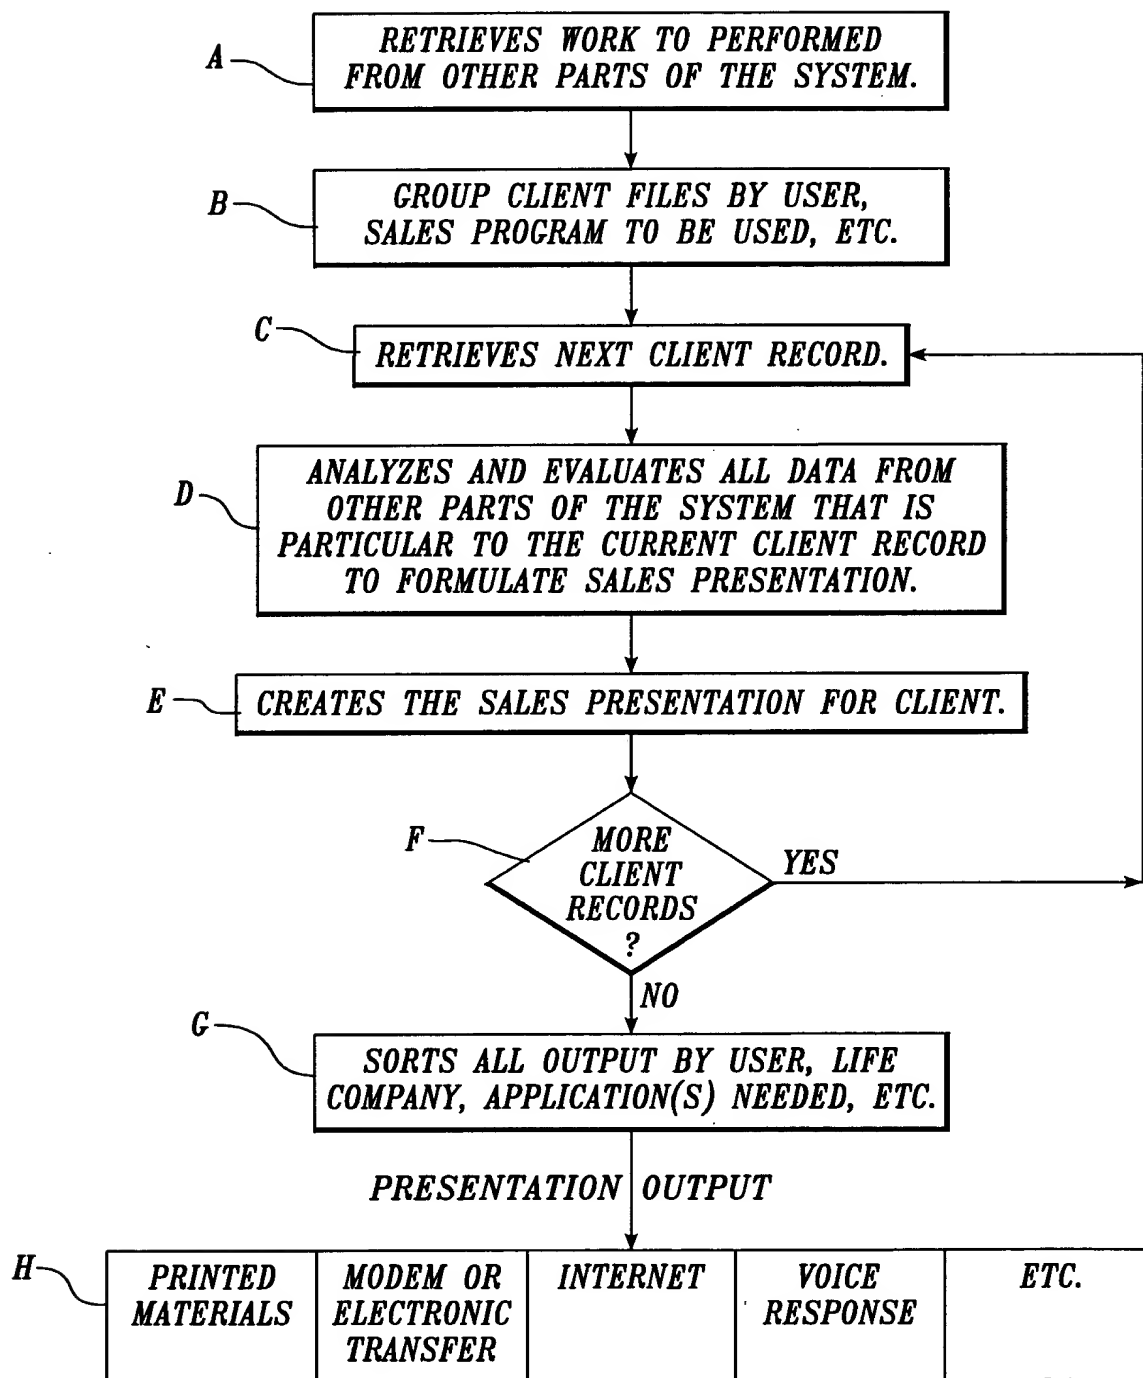 A
RETRIEVES WORK TO PERFORMED
FROM OTHER PARTS OF THE SYSTEM.
B
GROUP CLIENT FILES BY USER,
SALES PROGRAM TO BE USED, ETC.
C
RETRIEVES NEXT CLIENT RECORD.
D
ANALYZES AND EVALUATES ALL DATA FROM
OTHER PARTS OF THE SYSTEM THAT IS
PARTICULAR TO THE CURRENT CLIENT RECORD
TO FORMULATE SALES PRESENTATION.
E
CREATES THE SALES PRESENTATION FOR CLIENT.
F
MORE
CLIENT
RECORDS
?
YES
NO
G
SORTS ALL OUTPUT BY USER, LIFE
COMPANY, APPLICATION(S) NEEDED, ETC.
PRESENTATION OUTPUT
H
PRINTED
MATERIALS
MODEM OR
ELECTRONIC
TRANSFER
INTERNET
VOICE
RESPONSE
ETC.